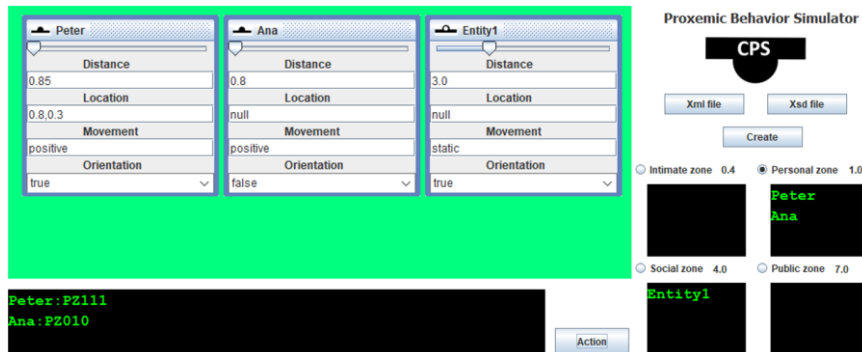 Peter
Distance
0.85
Location
0.8,0.3
Movement
positive
Orientation
true
Ana
Distance
0.8
Location
null
Movement
positive
Orientation
false
Entity1
Distance
3.0
Location
null
Movement
static
Orientation
true
Proxemic Behavior Simulator
CPS
Xml file
Xsd file
Create
Intimate zone 0.4
Personal zone 1.0
Peter
Ana
Social zone 4.0
Public zone 7.0
Entity1
Peter:PZ111
Ana:PZ010
Action